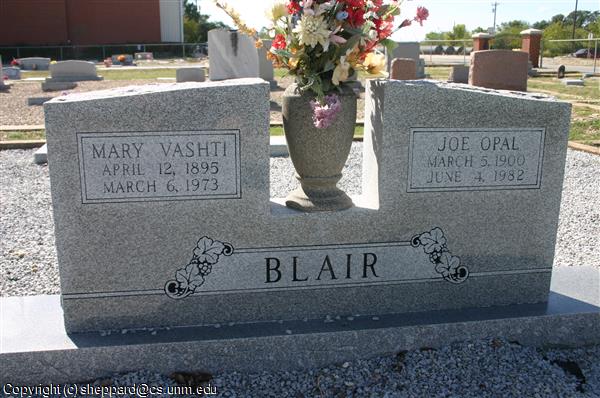 MARY VASHTI
APRIL 12, 1895
MARCH 6, 1973
JOE OPAL
MARCH 5, 1900
JUNE 4, 1982
BLAIR
Copyright (c) sheppard@cs.unm.edu